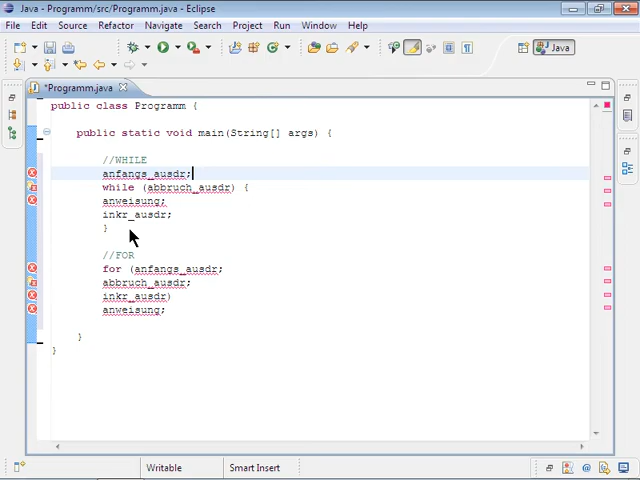 Java - Programm/src/Programm.java - Eclipse
File Edit Source Refactor Navigate Search Project Run Window Help
Java
*Programm.java
public class Programm {
public static void main(String[] args) {
//WHILE
anfangs_ausdr;
while (abbruch_ausdr) {
anweisung;
inkr_ausdr;
}
//FOR
for (anfangs_ausdr;
abbruch_ausdr;
inkr_ausdr)
anweisung;
}
}
Writable Smart Insert